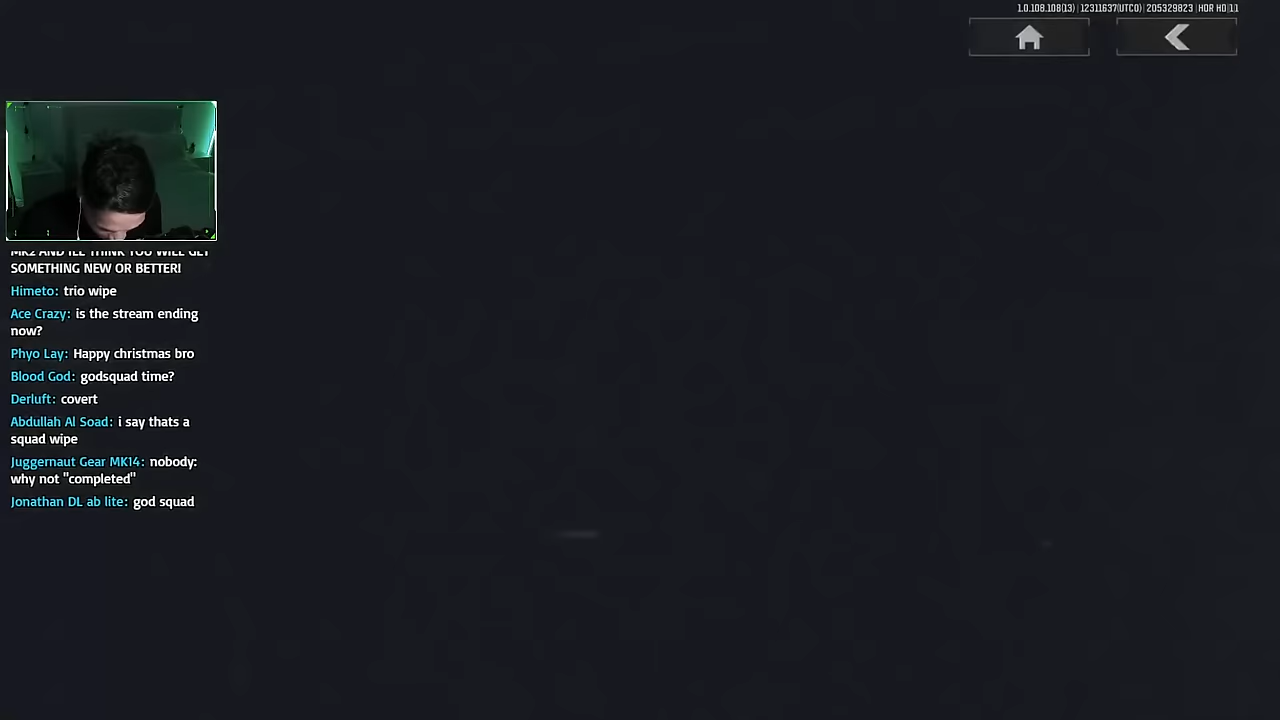 1.0.108.108(13) | 12311637(UTC0) | 205329823 | HDR HD|1|1
MK2 AND ILL THINK YOU WILL GET
SOMETHING NEW OR BETTER!
Himeto: trio wipe
Ace Crazy: is the stream ending
now?
Phyo Lay: Happy christmas bro
Blood God: godsquad time?
Derluft: covert
Abdullah Al Soad: i say thats a
squad wipe
Juggernaut Gear MK14: nobody:
why not "completed"
Jonathan DL ab lite: god squad